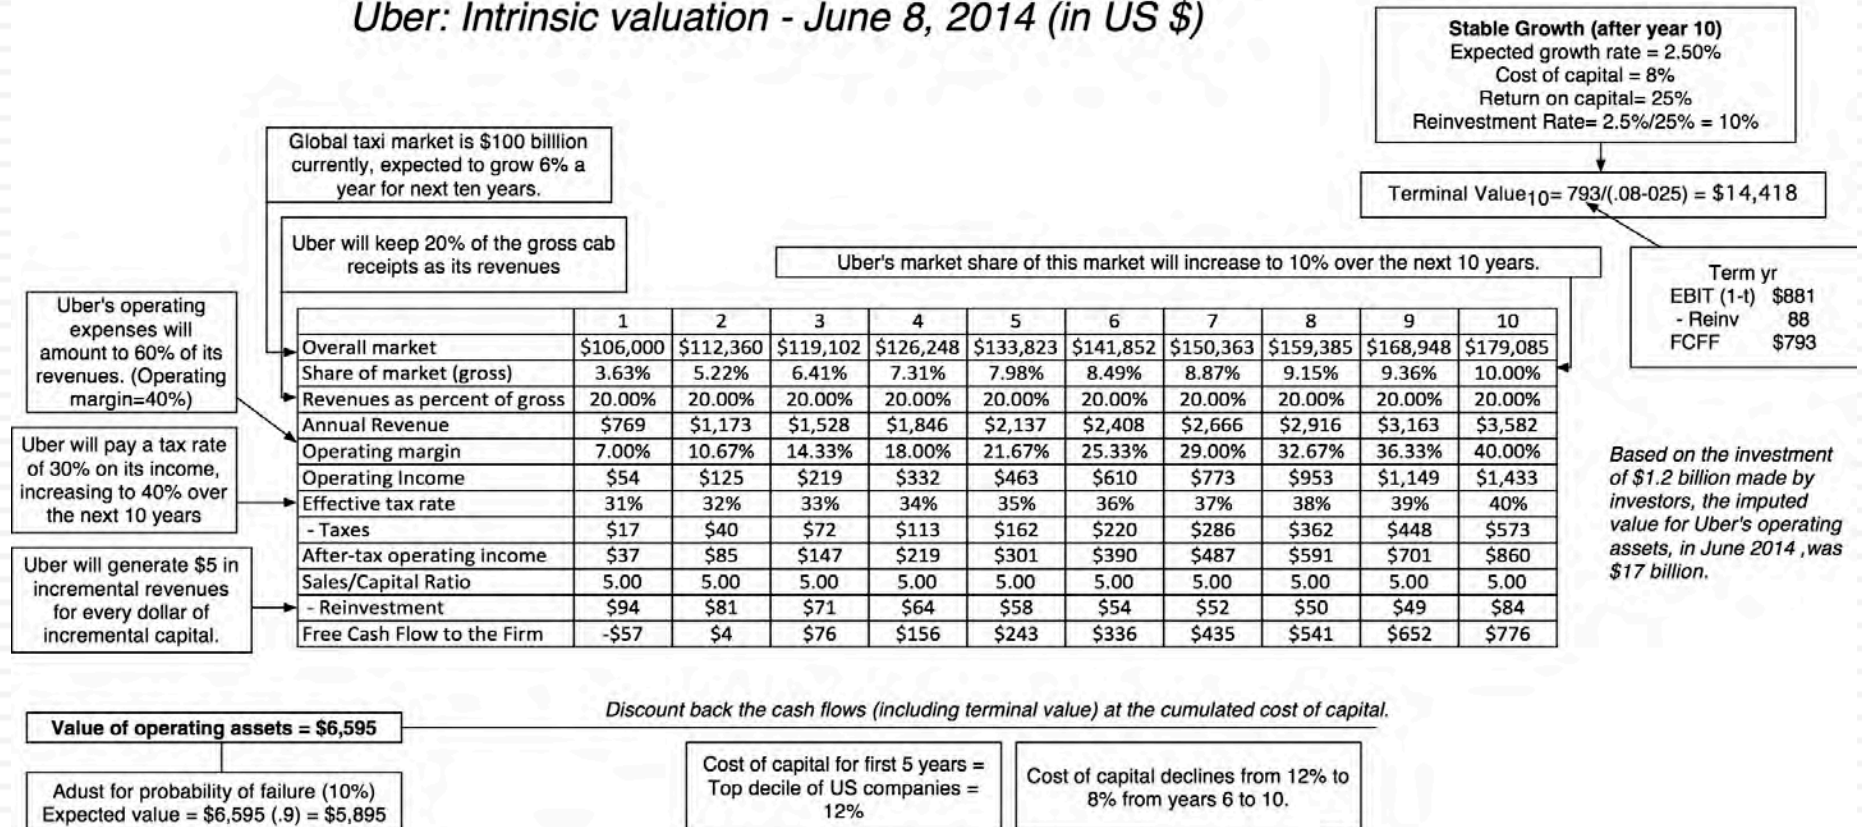 Uber: Intrinsic valuation - June 8, 2014 (in US $)
Stable Growth (after year 10)
Expected growth rate = 2.50%
Cost of capital = 8%
Return on capital= 25%
Reinvestment Rate= 2.5%/25% = 10%
Global taxi market is $100 billlion
currently, expected to grow 6% a
year for next ten years.
Terminal Value10= 793/(.08-025) = $14,418
Uber will keep 20% of the gross cab
receipts as its revenues
Uber's market share of this market will increase to 10% over the next 10 years.
Term yr
EBIT (1-t) $881
- Reinv 88
FCFF $793
Uber's operating
expenses will
amount to 60% of its
revenues. (Operating
margin=40%)
Uber will pay a tax rate
of 30% on its income,
increasing to 40% over
the next 10 years
Uber will generate $5 in
incremental revenues
for every dollar of
incremental capital.
1 2 3 4 5 6 7 8 9 10
Overall market $106,000 $112,360 $119,102 $126,248 $133,823 $141,852 $150,363 $159,385 $168,948 $179,085
Share of market (gross) 3.63% 5.22% 6.41% 7.31% 7.98% 8.49% 8.87% 9.15% 9.36% 10.00%
Revenues as percent of gross 20.00% 20.00% 20.00% 20.00% 20.00% 20.00% 20.00% 20.00% 20.00% 20.00%
Annual Revenue $769 $1,173 $1,528 $1,846 $2,137 $2,408 $2,666 $2,916 $3,163 $3,582
Operating margin 7.00% 10.67% 14.33% 18.00% 21.67% 25.33% 29.00% 32.67% 36.33% 40.00%
Operating Income $54 $125 $219 $332 $463 $610 $773 $953 $1,149 $1,433
Effective tax rate 31% 32% 33% 34% 35% 36% 37% 38% 39% 40%
- Taxes $17 $40 $72 $113 $162 $220 $286 $362 $448 $573
After-tax operating income $37 $85 $147 $219 $301 $390 $487 $591 $701 $860
Sales/Capital Ratio 5.00 5.00 5.00 5.00 5.00 5.00 5.00 5.00 5.00 5.00
- Reinvestment $94 $81 $71 $64 $58 $54 $52 $50 $49 $84
Free Cash Flow to the Firm -$57 $4 $76 $156 $243 $336 $435 $541 $652 $776
Based on the investment
of $1.2 billion made by
investors, the imputed
value for Uber's operating
assets, in June 2014 ,was
$17 billion.
Discount back the cash flows (including terminal value) at the cumulated cost of capital.
Value of operating assets = $6,595
Adust for probability of failure (10%)
Expected value = $6,595 (.9) = $5,895
Cost of capital for first 5 years =
Top decile of US companies =
12%
Cost of capital declines from 12% to
8% from years 6 to 10.